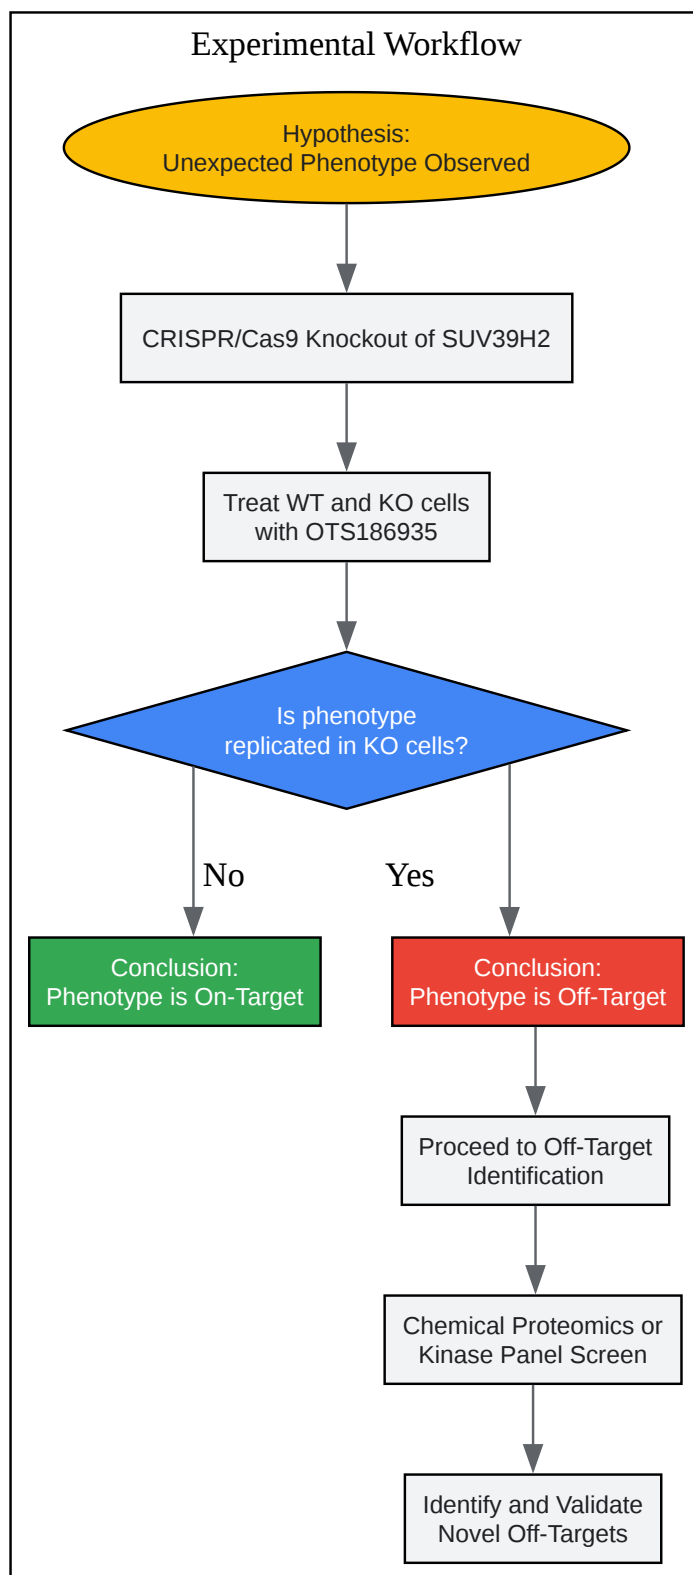 Experimental Workflow
Hypothesis:
Unexpected Phenotype Observed
CRISPR/Cas9 Knockout of SUV39H2
Treat WT and KO cells
with OTS186935
Is phenotype
replicated in KO cells?
No
Yes
Conclusion:
Phenotype is On-Target
Conclusion:
Phenotype is Off-Target
Proceed to Off-Target
Identification
Chemical Proteomics or
Kinase Panel Screen
Identify and Validate
Novel Off-Targets